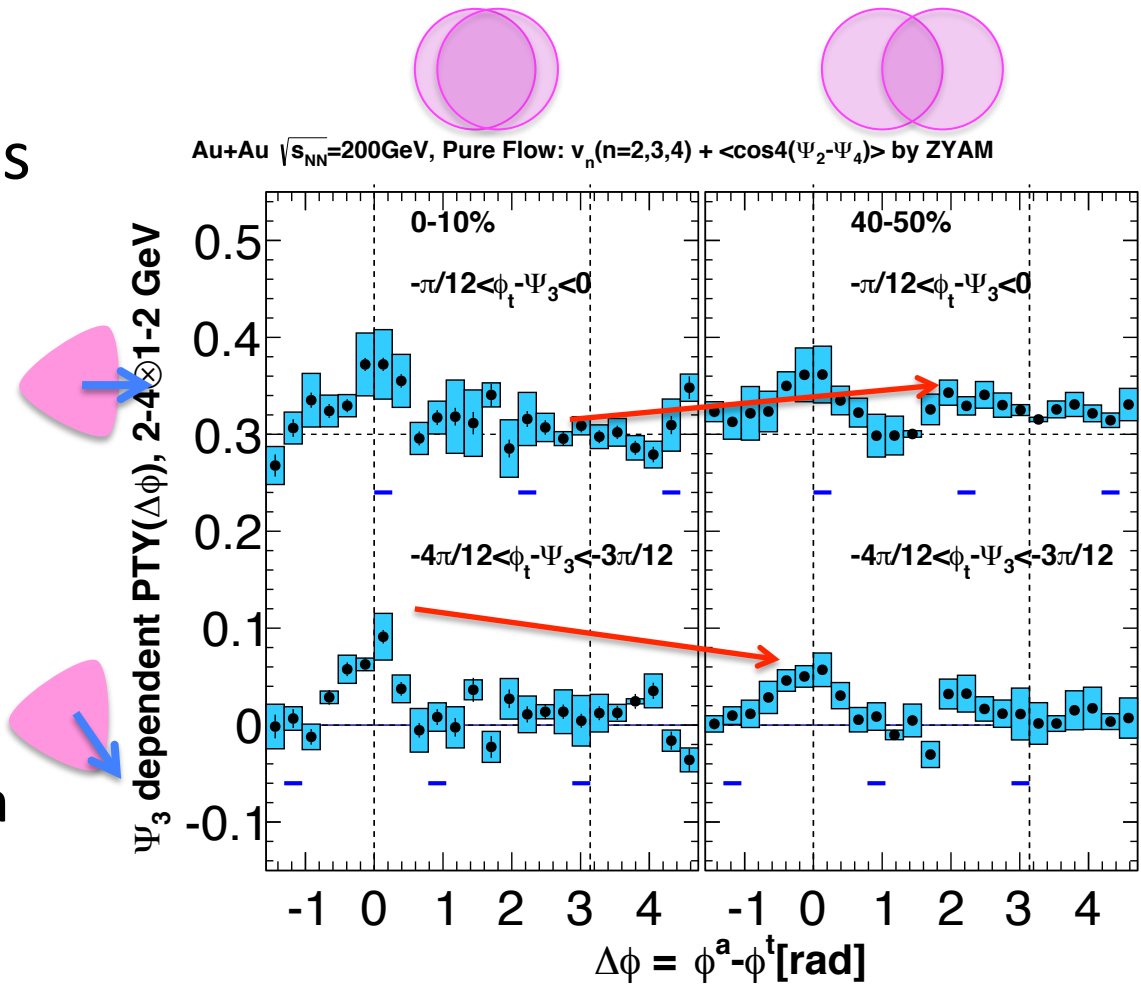 s
Au+Au √s_NN=200GeV, Pure Flow: v_n(n=2,3,4) + <cos4(Ψ_2-Ψ_4)> by ZYAM
Ψ_3 dependent PTY(Δϕ), 2-4⊗1-2 GeV
0-10%
-π/12<ϕ_t-Ψ_3<0
40-50%
-π/12<ϕ_t-Ψ_3<0
0.5
0.4
0.3
0.2
0.1
0
-0.1
-4π/12<ϕ_t-Ψ_3<-3π/12
-4π/12<ϕ_t-Ψ_3<-3π/12
n
-1 0 1 2 3 4
-1 0 1 2 3 4
Δϕ = ϕ^a-ϕ^t[rad]